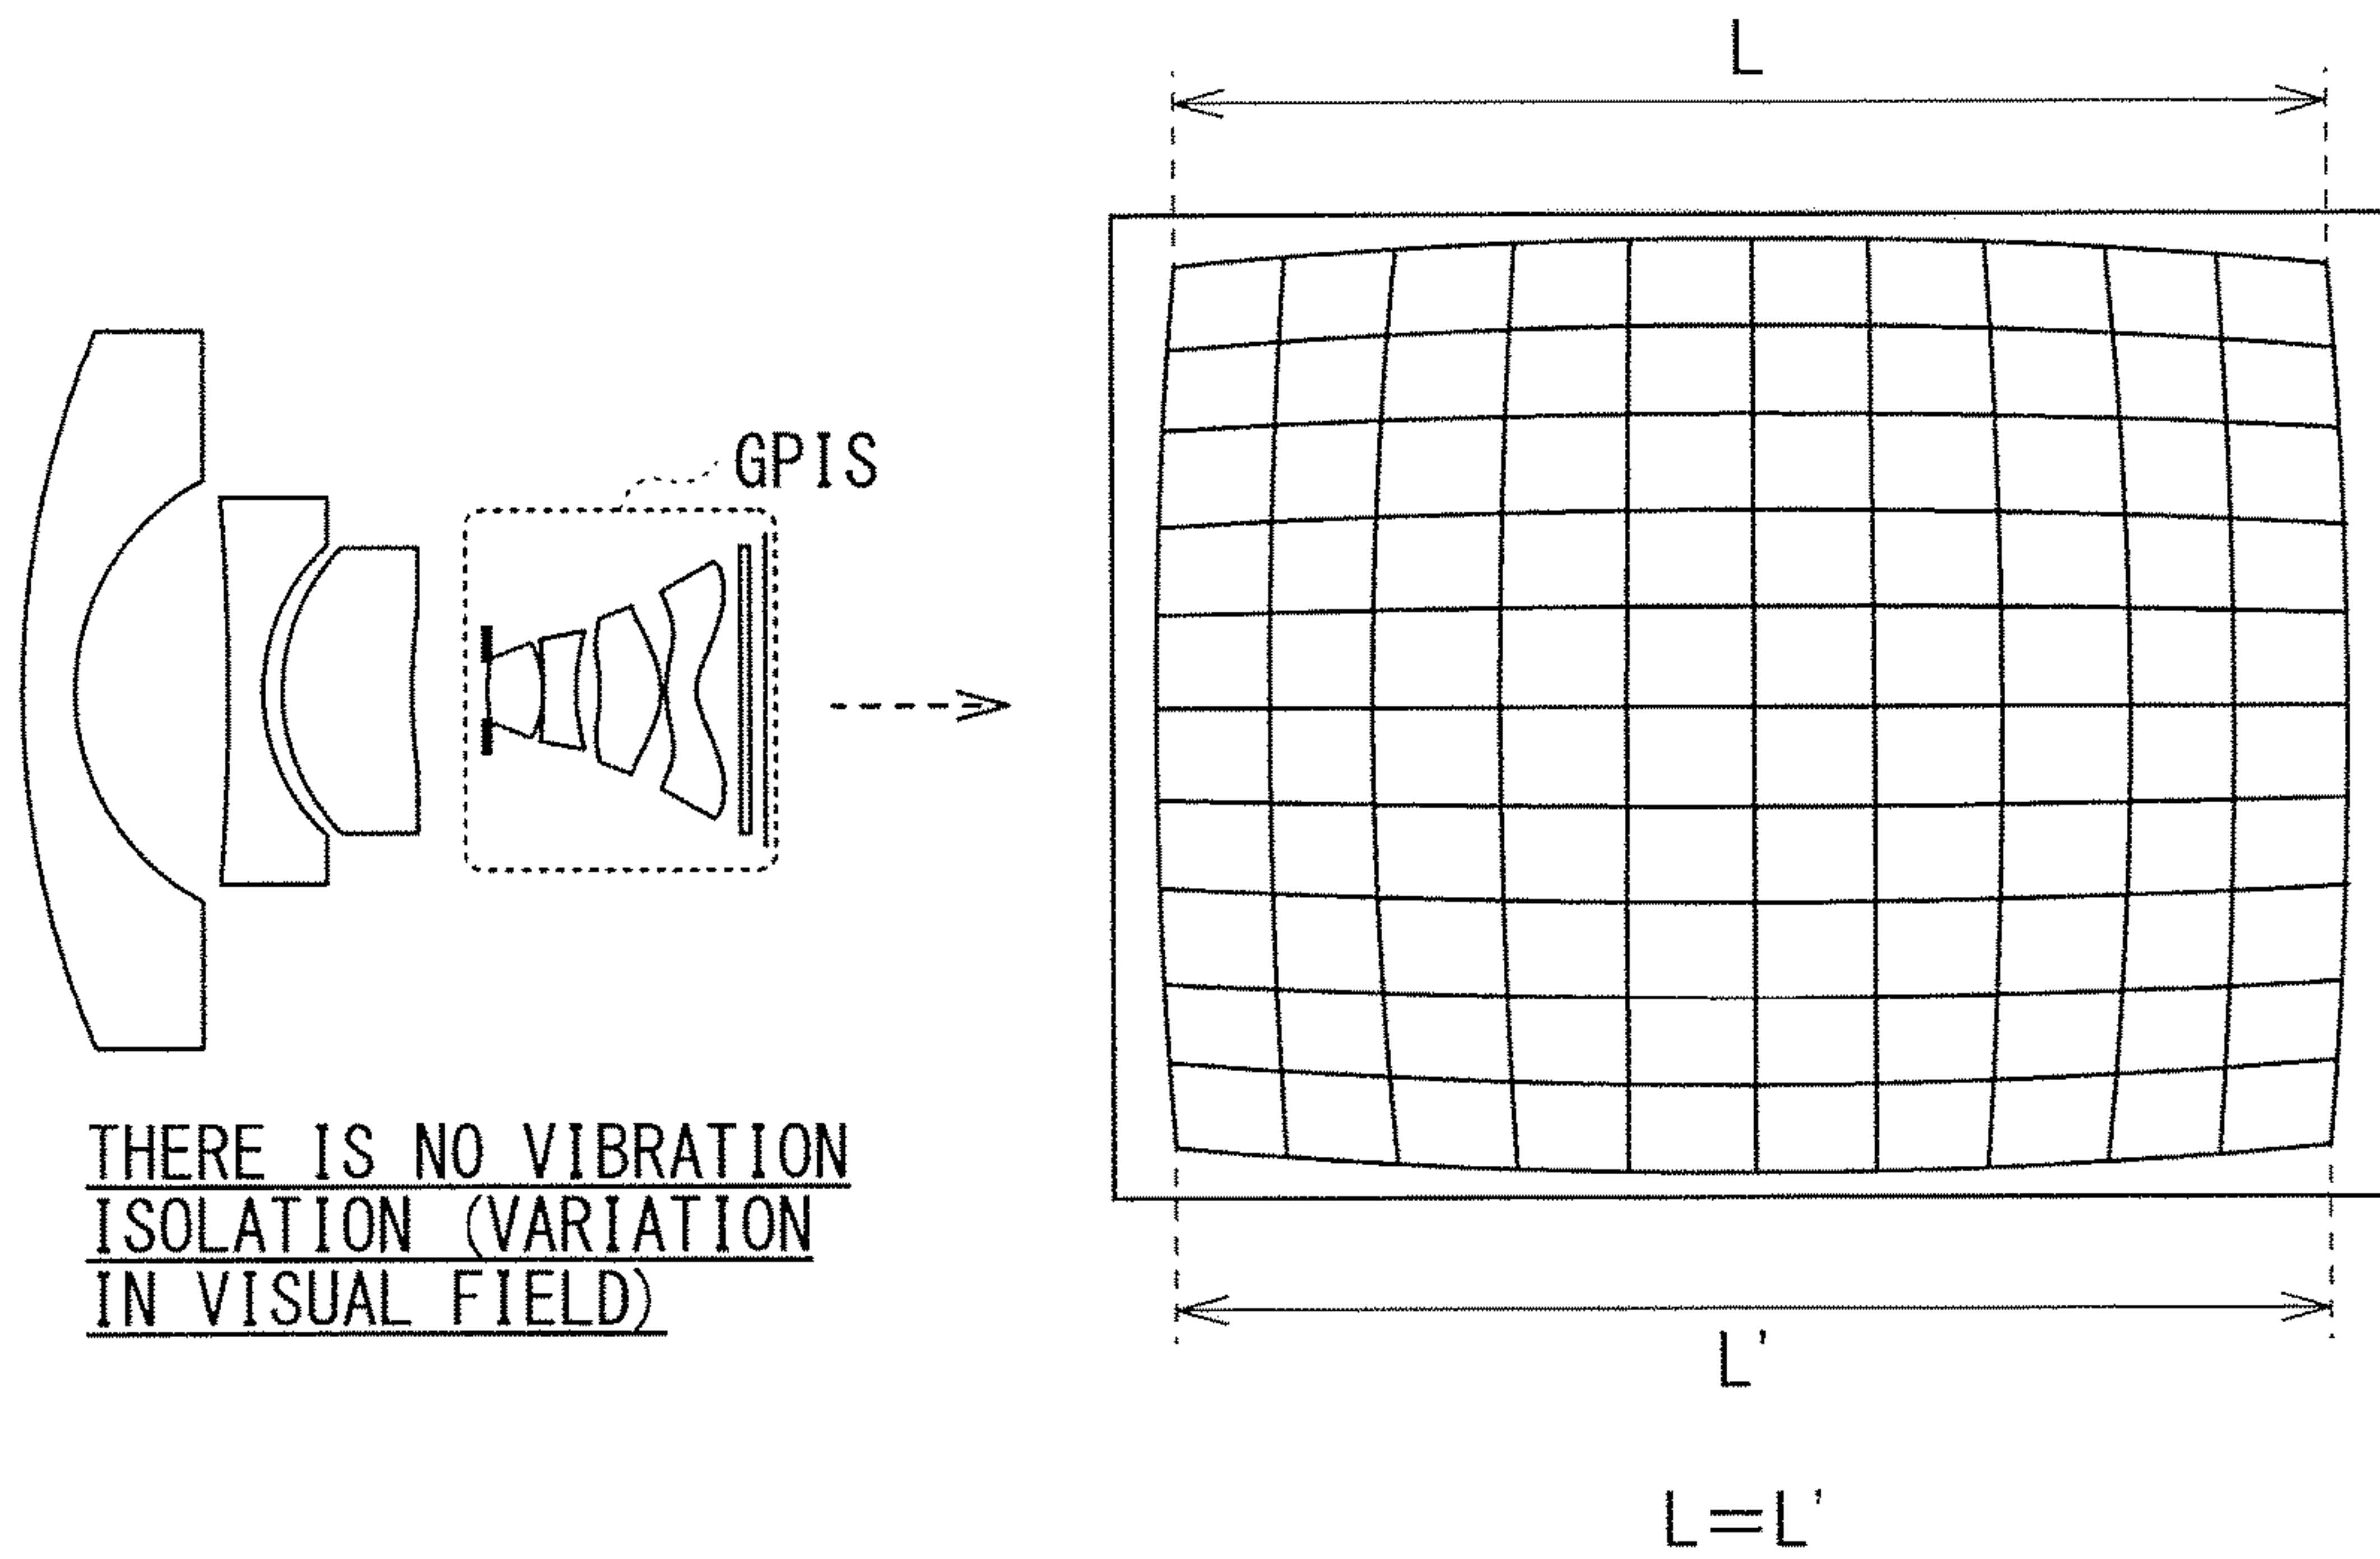 L
GPIS
THERE IS NO VIBRATION
ISOLATION (VARIATION
IN VISUAL FIELD)
L'
L=L'